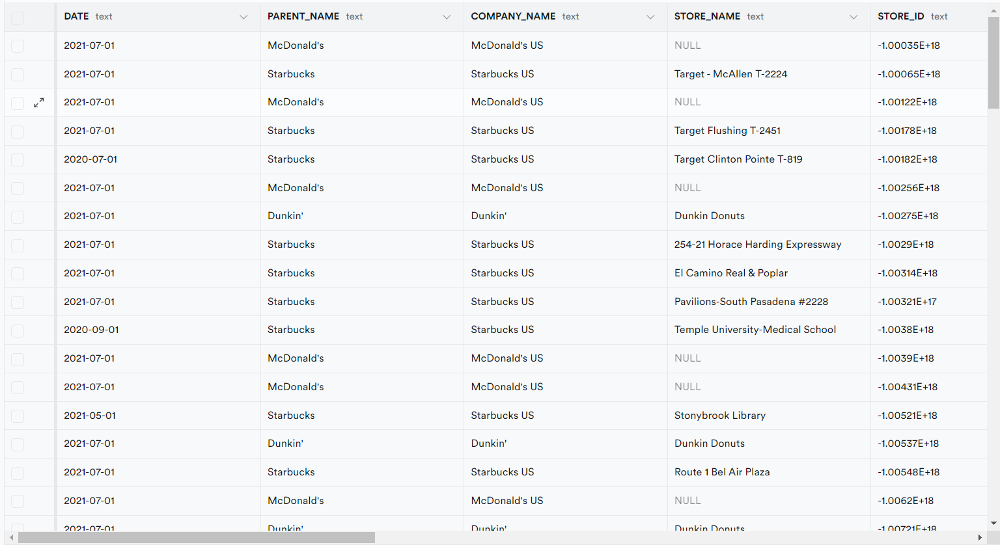 DATE text PARENT_NAME text COMPANY_NAME text STORE_NAME text STORE_ID text
2021-07-01 McDonald's McDonald's US NULL -1.00035E+18
2021-07-01 Starbucks Starbucks US Target - McAllen T-2224 -1.00065E+18
2021-07-01 McDonald's McDonald's US NULL -1.00122E+18
2021-07-01 Starbucks Starbucks US Target Flushing T-2451 -1.00178E+18
2020-07-01 Starbucks Starbucks US Target Clinton Pointe T-819 -1.00182E+18
2021-07-01 McDonald's McDonald's US NULL -1.00256E+18
2021-07-01 Dunkin' Dunkin' Dunkin Donuts -1.00275E+18
2021-07-01 Starbucks Starbucks US 254-21 Horace Harding Expressway -1.0029E+18
2021-07-01 Starbucks Starbucks US El Camino Real & Poplar -1.00314E+18
2021-07-01 Starbucks Starbucks US Pavilions-South Pasadena #2228 -1.00321E+17
2020-09-01 Starbucks Starbucks US Temple University-Medical School -1.0038E+18
2021-07-01 McDonald's McDonald's US NULL -1.0039E+18
2021-07-01 McDonald's McDonald's US NULL -1.00431E+18
2021-05-01 Starbucks Starbucks US Stonybrook Library -1.00521E+18
2021-07-01 Dunkin' Dunkin' Dunkin Donuts -1.00537E+18
2021-07-01 Starbucks Starbucks US Route 1 Bel Air Plaza -1.00548E+18
2021-07-01 McDonald's McDonald's US NULL -1.0062E+18
2021-07-01 Dunkin' Dunkin' Dunkin Donuts -1.00721E+18